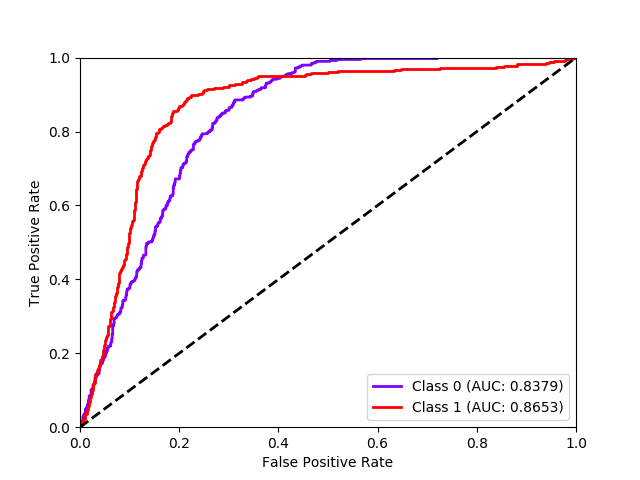 1.0
0.8
0.6
0.4
0.2
0.0
True Positive Rate
0.0 0.2 0.4 0.6 0.8 1.0
False Positive Rate
Class 0 (AUC: 0.8379)
Class 1 (AUC: 0.8653)